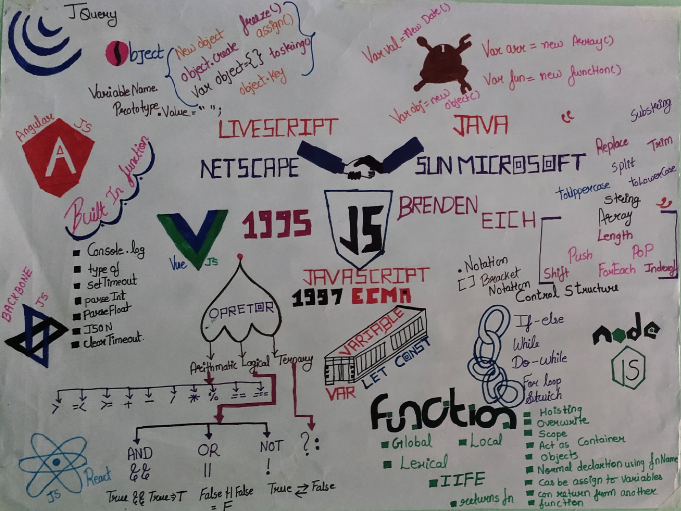 JQuery
Object
New object
freeze()
object.create
assign()
Var object={}
toString()
object.key
Variable Name.
Prototype.Value=" ";
Var val=new Date()
Var arr = new Array()
Var fun= new function()
Var obj=new object()
Angular JS
A
Built In function
LIVESCRIPT
JAVA
NETSCAPE
SUN MICROSOFT
Substring
Replace
Trim
Split
toUppercase
toLowerCase
String
Array
Length
Push
Pop
Shift
ForEach
Indexof
1995
JS
BRENDEN EICH
JAVASCRIPT
1997 ECMA
Vue JS
Console.log
type of
SetTimeout
parseInt
ParseFloat
JSON
ClearTimeout.
BACKBONE JS
OPRETOR
Arithmatic Logical Ternary
> =< >= + - / * % == ===
AND
&&
OR
||
NOT
!
?:
True && True=T
False || False
= F
True ⇄ False
React
JS
VARIABLE
VAR
LET CONST
.Notation
[] Bracket
Notation
Control Structure
If-else
While
Do-while
For loop
Switch
node
JS
Function
Global
Local
Lexical
IIFE
returns fn
Hoisting
Overwrite
Scope
Act as Container
Objects
Normal declartion using fnName
Can be assign to Variables
can return from another
function